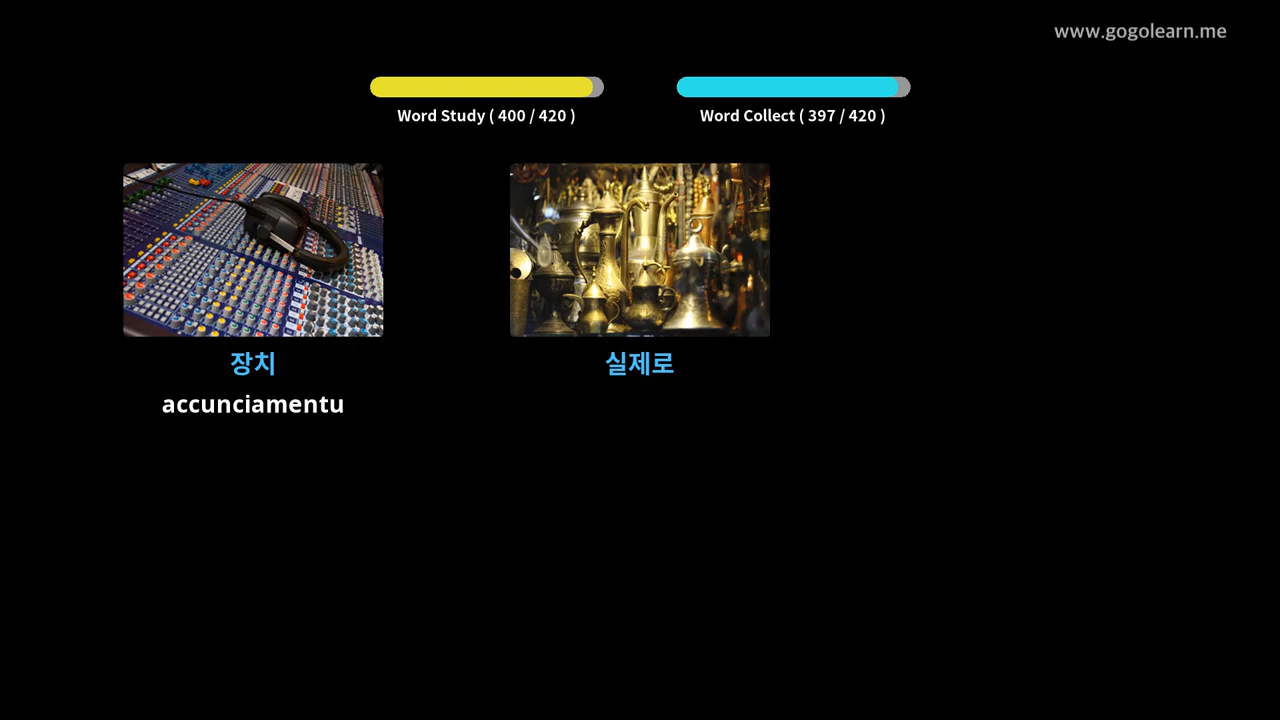 www.gogolearn.me
Word Study ( 400 / 420 )
Word Collect ( 397 / 420 )
장치
실제로
accunciamentu